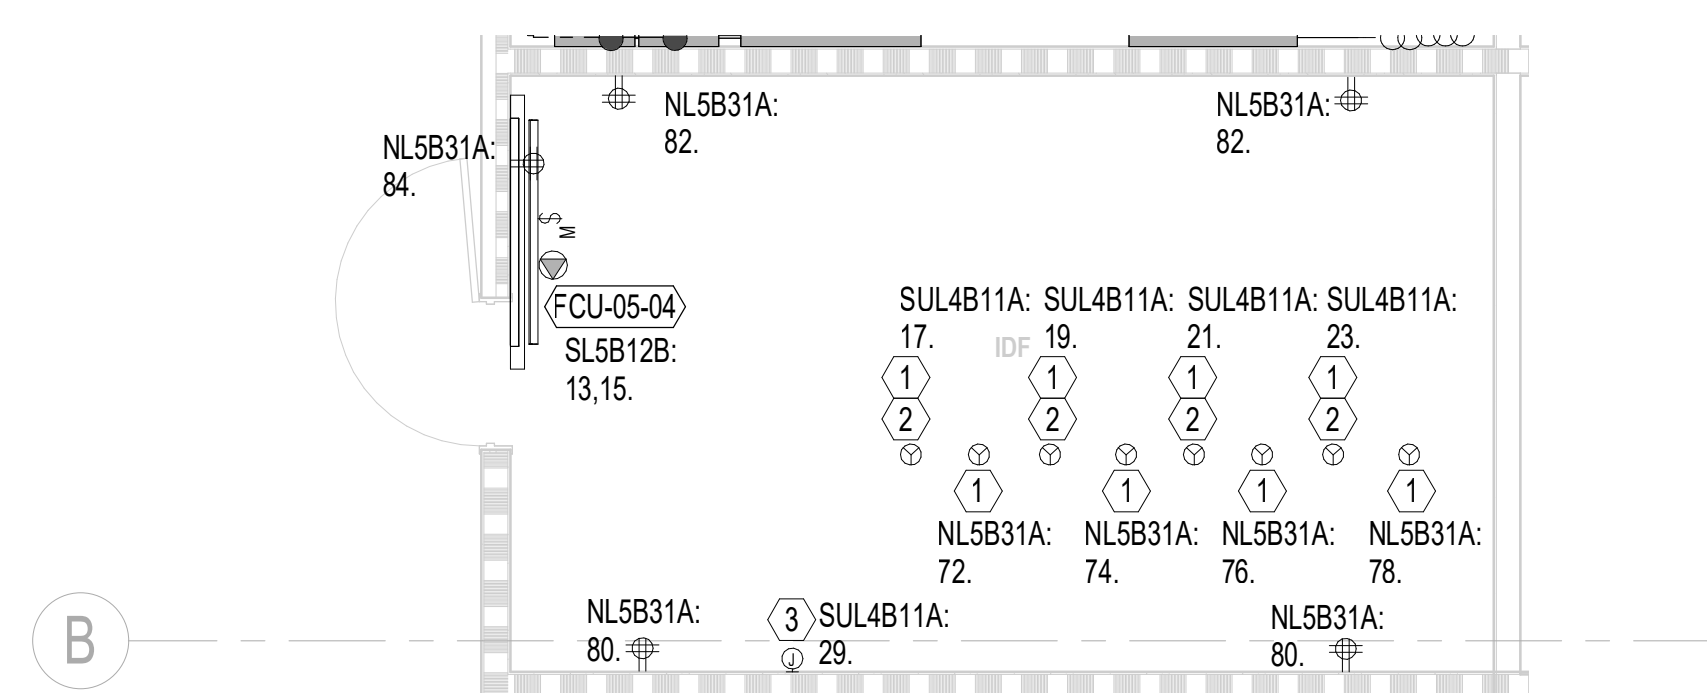 NL5B31A:
82.
NL5B31A:
82.
NL5B31A:
84.
S
M
FCU-05-04
SL5B12B:
13,15.
SUL4B11A:
17.
SUL4B11A:
19.
SUL4B11A:
21.
SUL4B11A:
23.
IDF
1
2
1
2
1
2
1
2
1
NL5B31A:
72.
1
NL5B31A:
74.
1
NL5B31A:
76.
1
NL5B31A:
78.
B
NL5B31A:
80.
3
SUL4B11A:
29.
J
NL5B31A:
80.